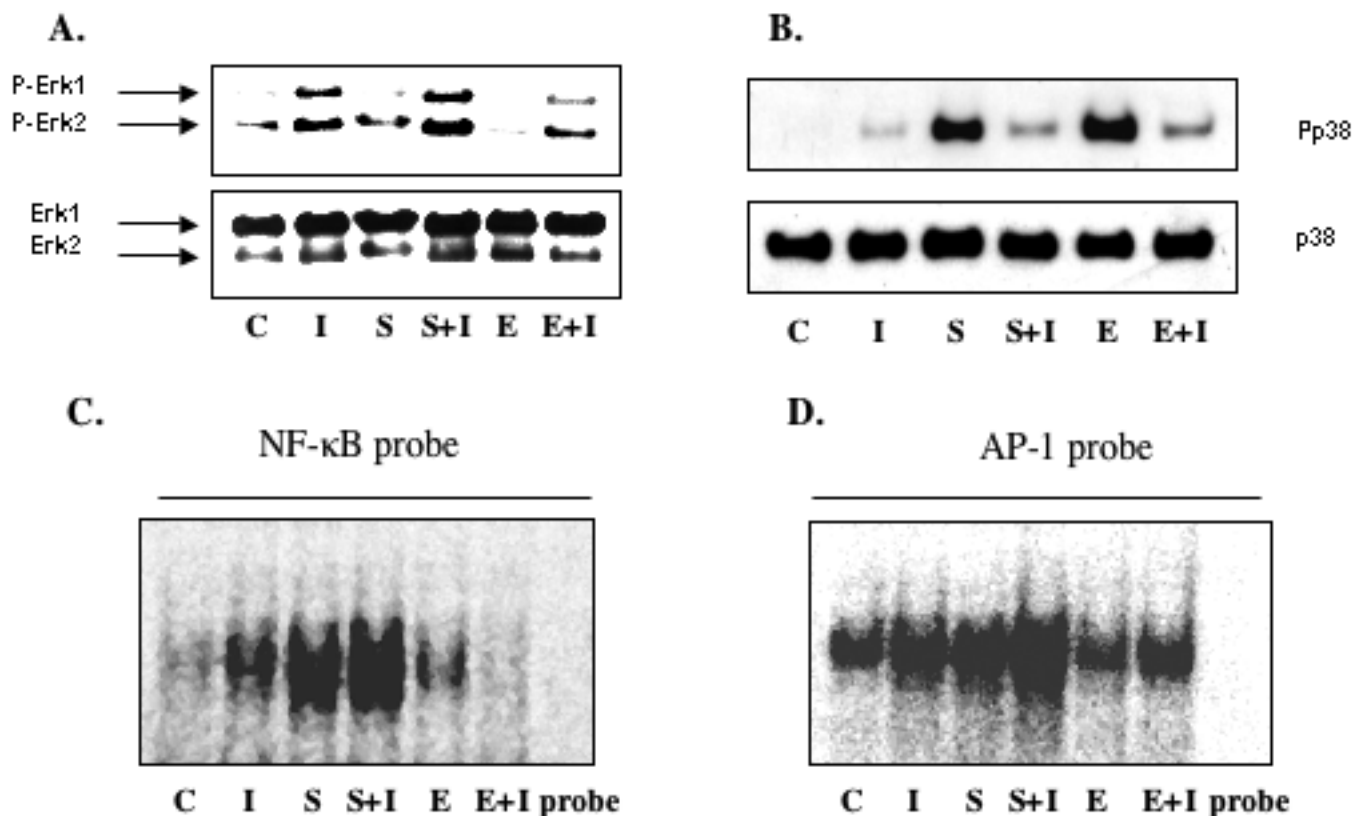 A.
P-Erk1
P-Erk2
Erk1
Erk2
C I S S+I E E+I
B.
Pp38
p38
C I S S+I E E+I
C.
NF-κB probe
C I S S+I E E+I probe
D.
AP-1 probe
C I S S+I E E+I probe